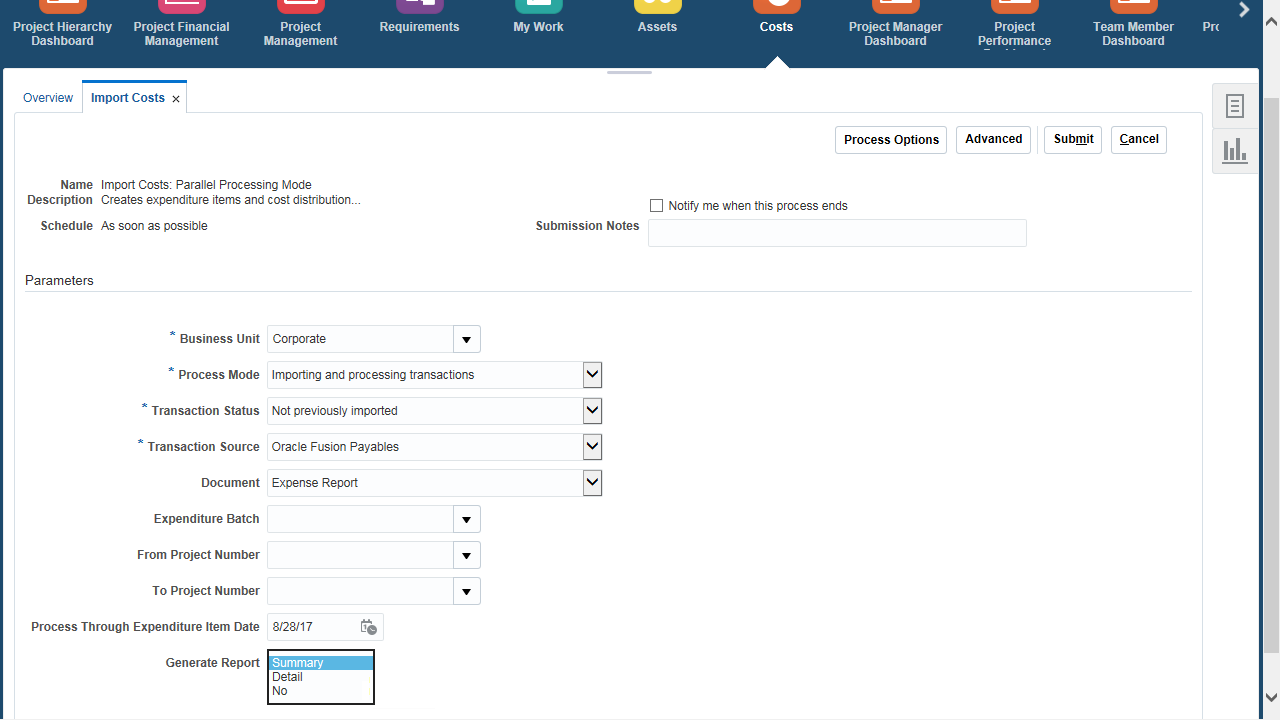 Project Hierarchy Dashboard
Project Financial Management
Project Management
Requirements
My Work
Assets
Costs
Project Manager Dashboard
Project Performance
Team Member Dashboard
Overview
Import Costs x
Process Options
Advanced
Submit
Cancel
Name Import Costs: Parallel Processing Mode
Description Creates expenditure items and cost distribution...
Notify me when this process ends
Schedule As soon as possible
Submission Notes
Parameters
* Business Unit Corporate
* Process Mode Importing and processing transactions
* Transaction Status Not previously imported
* Transaction Source Oracle Fusion Payables
Document Expense Report
Expenditure Batch
From Project Number
To Project Number
Process Through Expenditure Item Date 8/28/17
Generate Report Summary
Detail
No